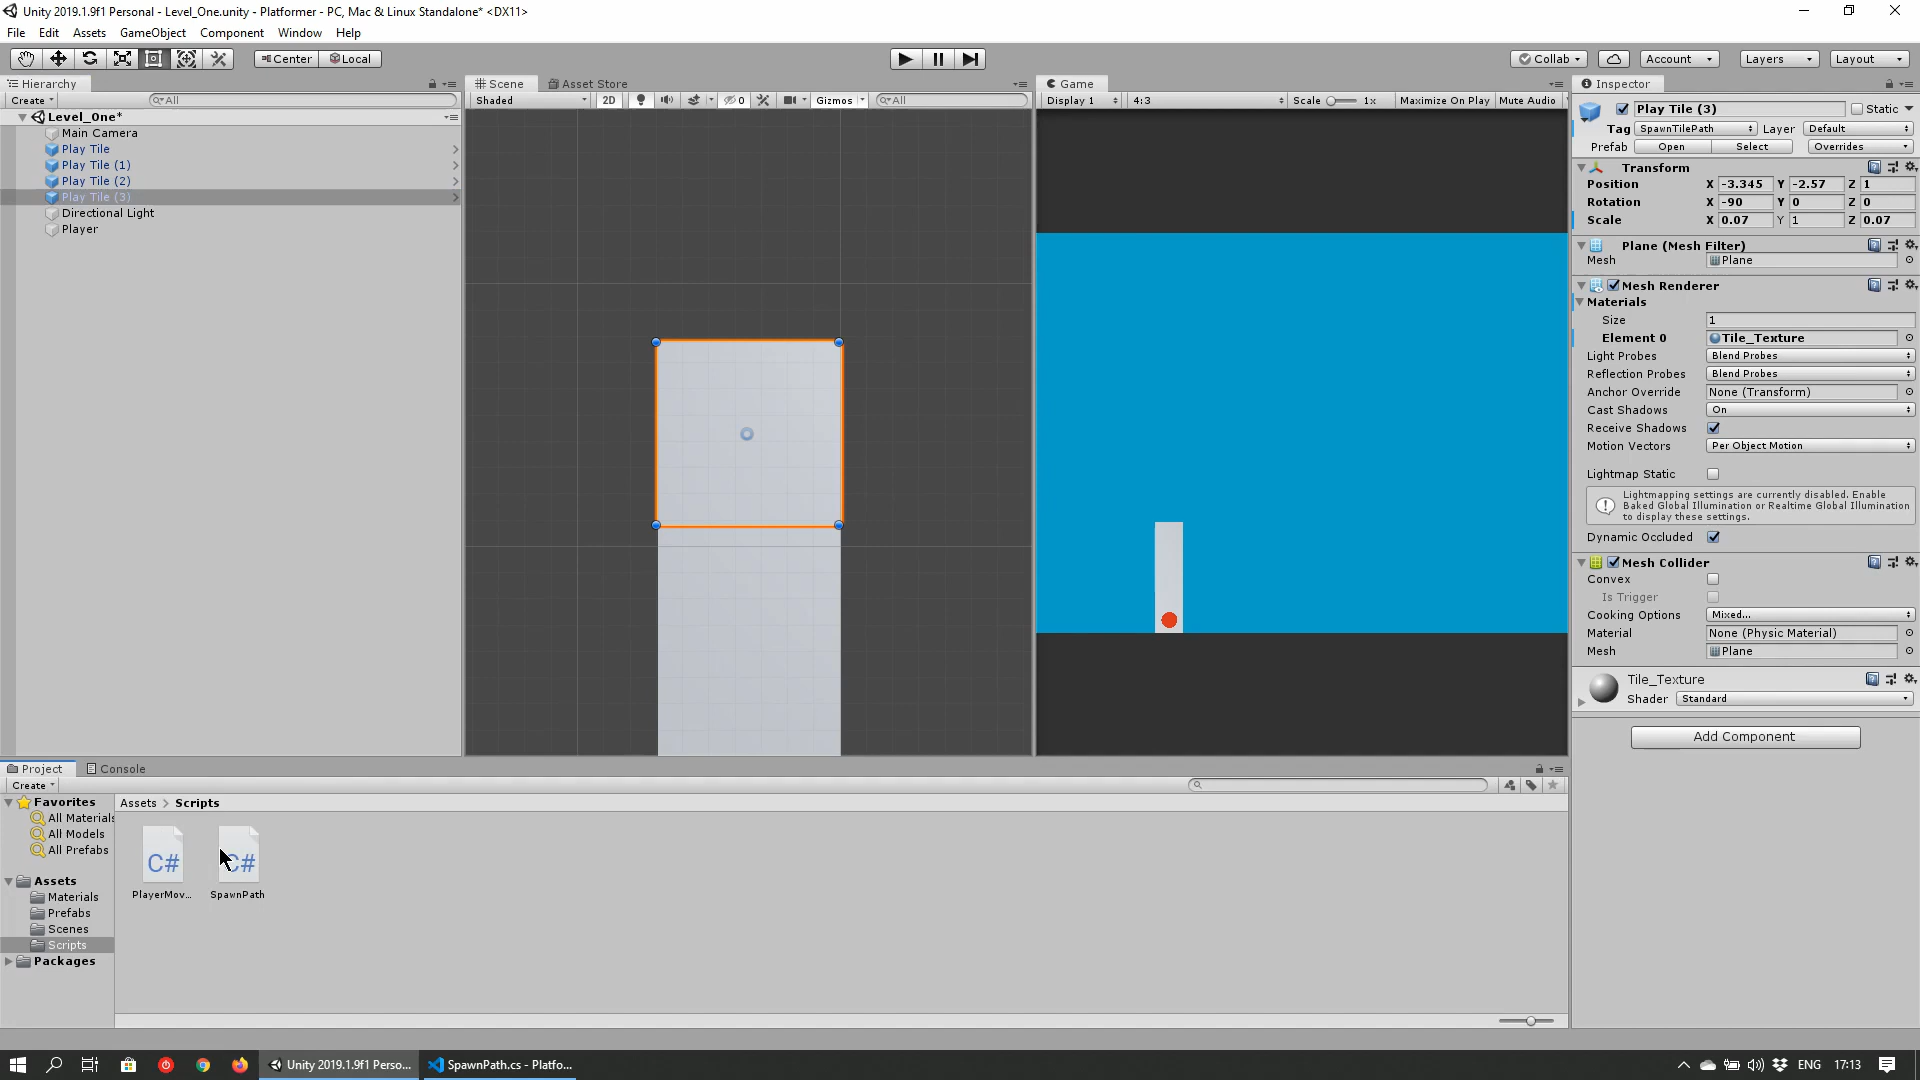 Unity 2019.1.9f1 Personal - Level_One.unity - Platformer - PC, Mac & Linux Standalone* <DX11>
File Edit Assets GameObject Component Window Help
Center Local
Collab Account Layers Layout
Hierarchy
Create All
Level_One*
Main Camera
Play Tile
Play Tile (1)
Play Tile (2)
Play Tile (3)
Directional Light
Player
Scene Asset Store
Shaded 2D 0 Gizmos All
Game
Display 1 4:3 Scale 1x Maximize On Play Mute Audio
Inspector
Play Tile (3) Static
Tag SpawnTilePath Layer Default
Prefab Open Select Overrides
Transform
Position X -3.345 Y -2.57 Z 1
Rotation X -90 Y 0 Z 0
Scale X 0.07 Y 1 Z 0.07
Plane (Mesh Filter)
Mesh Plane
Mesh Renderer
Materials
Size 1
Element 0 Tile_Texture
Light Probes Blend Probes
Reflection Probes Blend Probes
Anchor Override None (Transform)
Cast Shadows On
Receive Shadows
Motion Vectors Per Object Motion
Lightmap Static
Lightmapping settings are currently disabled. Enable
Baked Global Illumination or Realtime Global Illumination
to display these settings.
Dynamic Occluded
Mesh Collider
Convex
Is Trigger
Cooking Options Mixed...
Material None (Physic Material)
Mesh Plane
Tile_Texture
Shader Standard
Add Component
Project Console
Create
Favorites
All Materials
All Models
All Prefabs
Assets
Materials
Prefabs
Scenes
Scripts
Packages
Assets > Scripts
C# C#
PlayerMov... SpawnPath
Unity 2019.1.9f1 Perso... SpawnPath.cs - Platfo... ENG 17:13